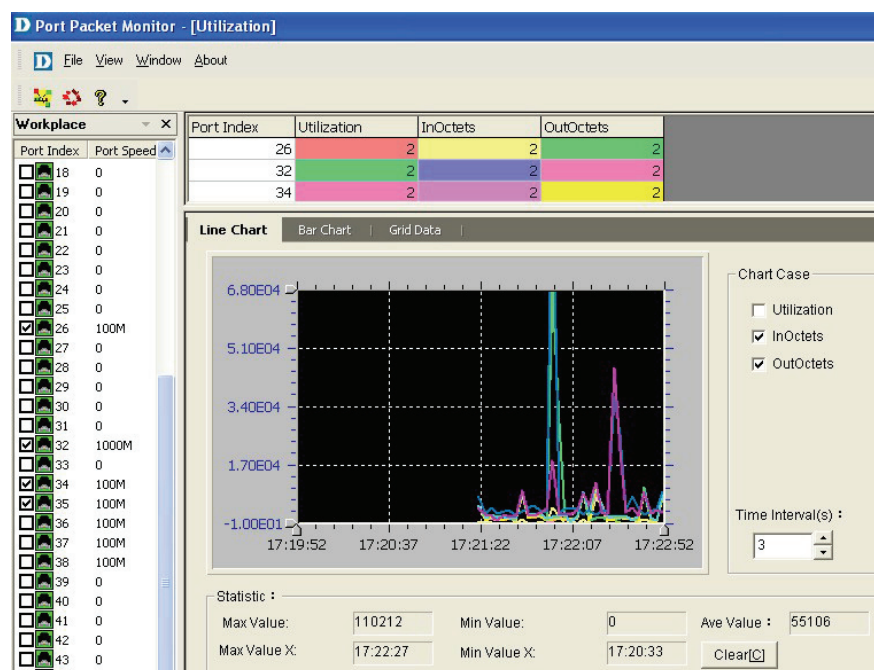 D Port Packet Monitor - [Utilization]
D File View Window About
?
Workplace
Port Index Port Speed
18 0
19 0
20 0
21 0
22 0
23 0
24 0
25 0
26 100M
27 0
28 0
29 0
30 0
31 0
32 1000M
33 0
34 100M
35 100M
36 100M
37 100M
38 100M
39 0
40 0
41 0
42 0
43 0
Port Index Utilization InOctets OutOctets
26 2 2 2
32 2 2 2
34 2 2 2
Line Chart | Bar Chart | Grid Data |
6.80E04
5.10E04
3.40E04
1.70E04
-1.00E01
17:19:52 17:20:37 17:21:22 17:22:07 17:22:52
Chart Case
Utilization
InOctets
OutOctets
Time Interval(s) :
3
Statistic :
Max Value: 110212 Min Value: 0 Ave Value : 55106
Max Value X: 17:22:27 Min Value X: 17:20:33 Clear[C]